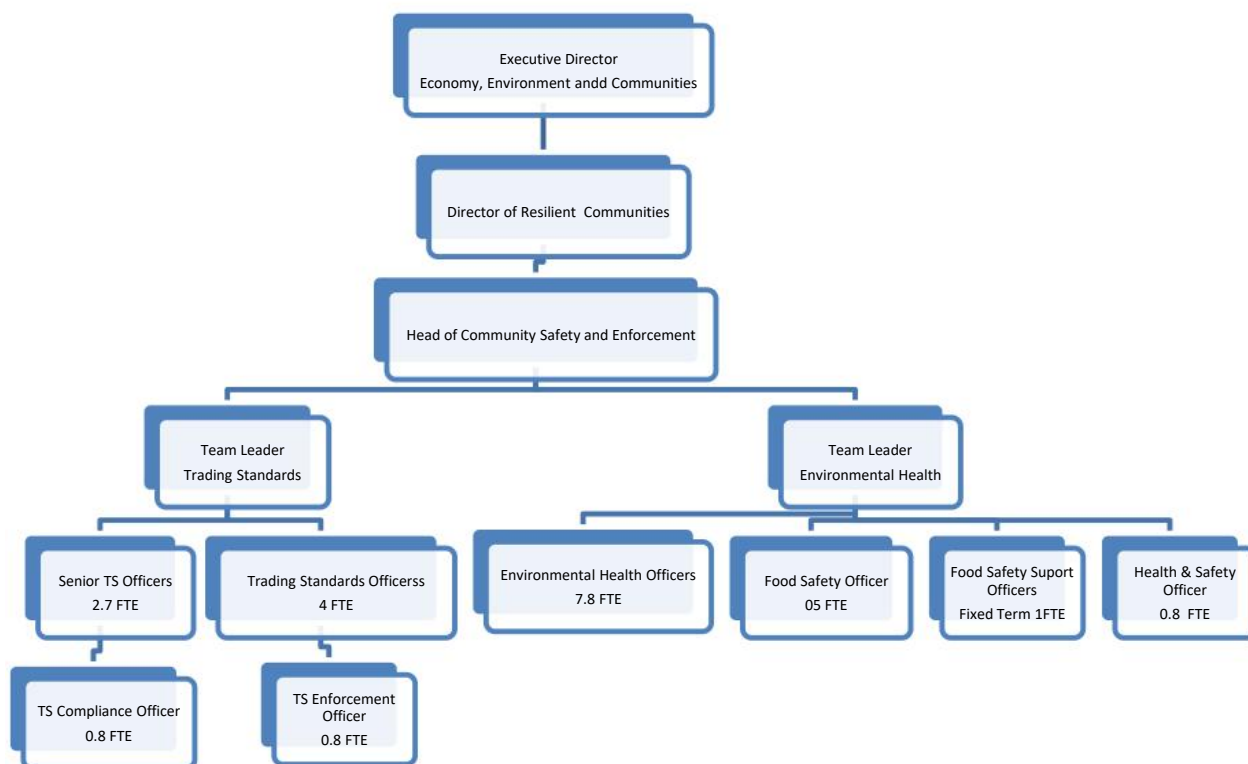 Executive Director
Economy, Environment andd Communities
Director of Resilient Communities
Head of Community Safety and Enforcement
Team Leader
Trading Standards
Team Leader
Environmental Health
Senior TS Officers
2.7 FTE
Trading Standards Officerss
4 FTE
Environmental Health Officers
7.8 FTE
Food Safety Officer
05 FTE
Food Safety Suport
Officers
Fixed Term 1FTE
Health & Safety
Officer
0.8 FTE
TS Compliance Officer
0.8 FTE
TS Enforcement
Officer
0.8 FTE